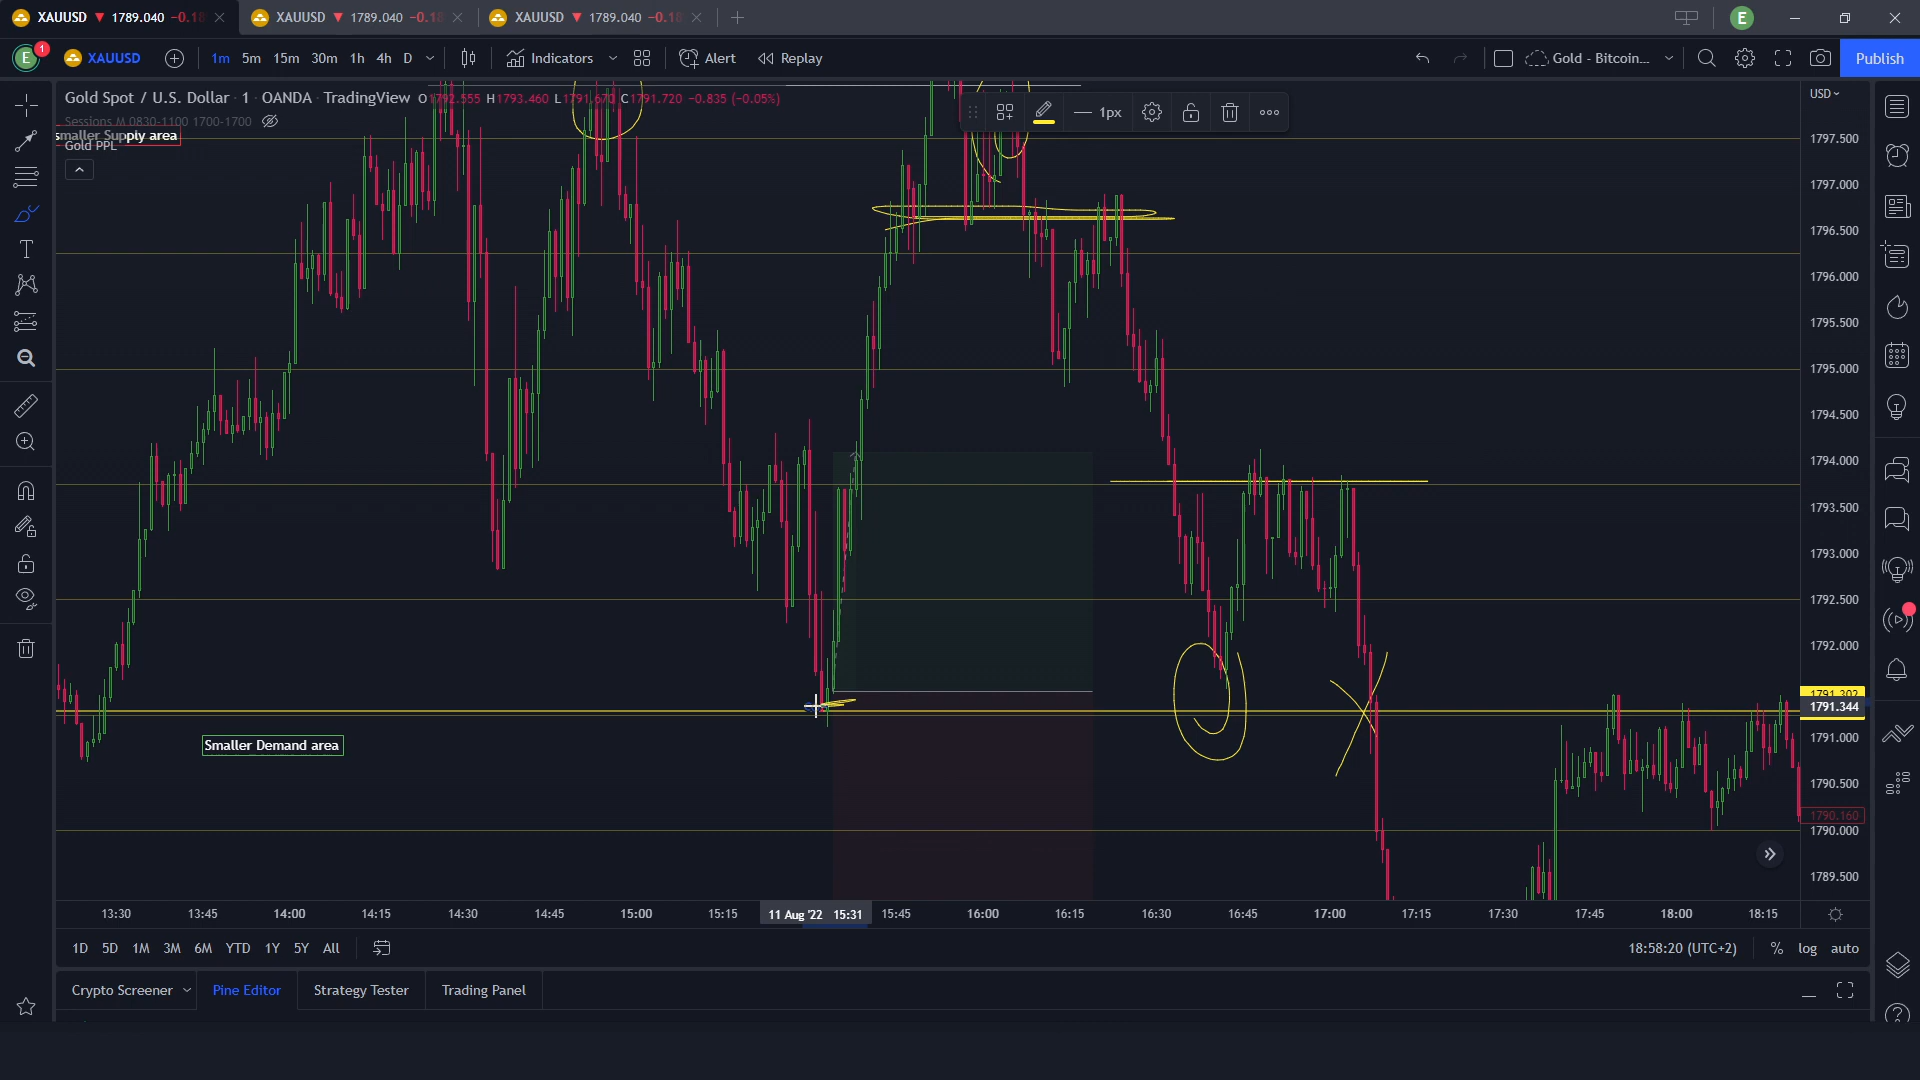 XAUUSD ▼ 1789.040 −0.18
XAUUSD ▼ 1789.040 −0.18
XAUUSD ▼ 1789.040 −0.18
E
E 1 XAUUSD 1m 5m 15m 30m 1h 4h D Indicators Alert Replay Gold - Bitcoin... Publish
Gold Spot / U.S. Dollar · 1 · OANDA · TradingView O1792.555 H1793.460 L1791.670 C1791.720 −0.835 (−0.05%)
Sessions M 0830-1100 1700-1700
smaller Supply area
Gold PPL
1px
USD
1797.500
1797.000
1796.500
1796.000
1795.500
1795.000
1794.500
1794.000
1793.500
1793.000
1792.500
1792.000
1791.302
1791.344
1791.000
1790.500
1790.160
1790.000
1789.500
Smaller Demand area
13:30 13:45 14:00 14:15 14:30 14:45 15:00 15:15 11 Aug '22 15:31 15:45 16:00 16:15 16:30 16:45 17:00 17:15 17:30 17:45 18:00 18:15
1D 5D 1M 3M 6M YTD 1Y 5Y All 18:58:20 (UTC+2) % log auto
Crypto Screener Pine Editor Strategy Tester Trading Panel